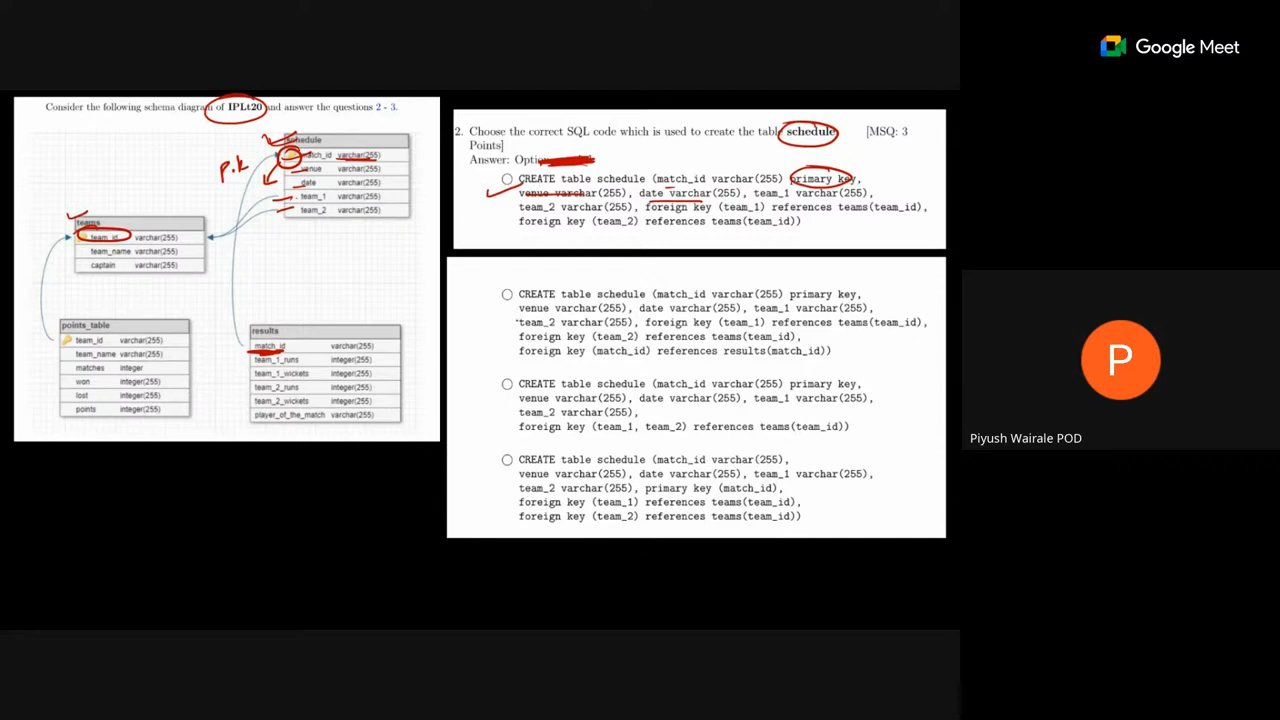 Google Meet
Consider the following schema diagram of IPLt20 and answer the questions 2 - 3.
p.k
schedule
match_id varchar(255)
venue varchar(255)
date varchar(255)
team_1 varchar(255)
team_2 varchar(255)
teams
team_id varchar(255)
team_name varchar(255)
captain varchar(255)
points_table
team_id varchar(255)
team_name varchar(255)
matches integer
won integer(255)
lost integer(255)
points integer(255)
results
match_id varchar(255)
team_1_runs integer(255)
team_1_wickets integer(255)
team_2_runs integer(255)
team_2_wickets integer(255)
player_of_the_match varchar(255)
2. Choose the correct SQL code which is used to create the table schedule. [MSQ: 3
Points]
Answer: Option
CREATE table schedule (match_id varchar(255) primary key,
venue varchar(255), date varchar(255), team_1 varchar(255),
team_2 varchar(255), foreign key (team_1) references teams(team_id),
foreign key (team_2) references teams(team_id))
CREATE table schedule (match_id varchar(255) primary key,
venue varchar(255), date varchar(255), team_1 varchar(255),
team_2 varchar(255), foreign key (team_1) references teams(team_id),
foreign key (team_2) references teams(team_id),
foreign key (match_id) references results(match_id))
CREATE table schedule (match_id varchar(255) primary key,
venue varchar(255), date varchar(255), team_1 varchar(255),
team_2 varchar(255),
foreign key (team_1, team_2) references teams(team_id))
CREATE table schedule (match_id varchar(255),
venue varchar(255), date varchar(255), team_1 varchar(255),
team_2 varchar(255), primary key (match_id),
foreign key (team_1) references teams(team_id),
foreign key (team_2) references teams(team_id))
P
Piyush Wairale POD